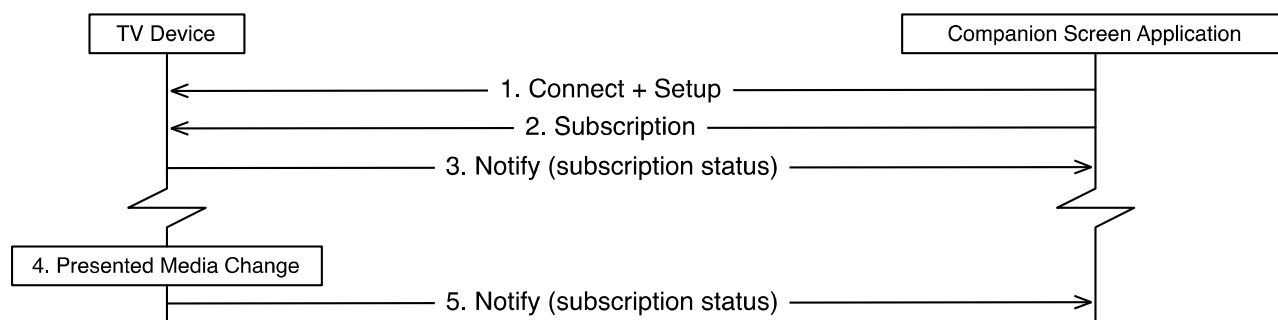 TV Device
Companion Screen Application
1. Connect + Setup
2. Subscription
3. Notify (subscription status)
4. Presented Media Change
5. Notify (subscription status)